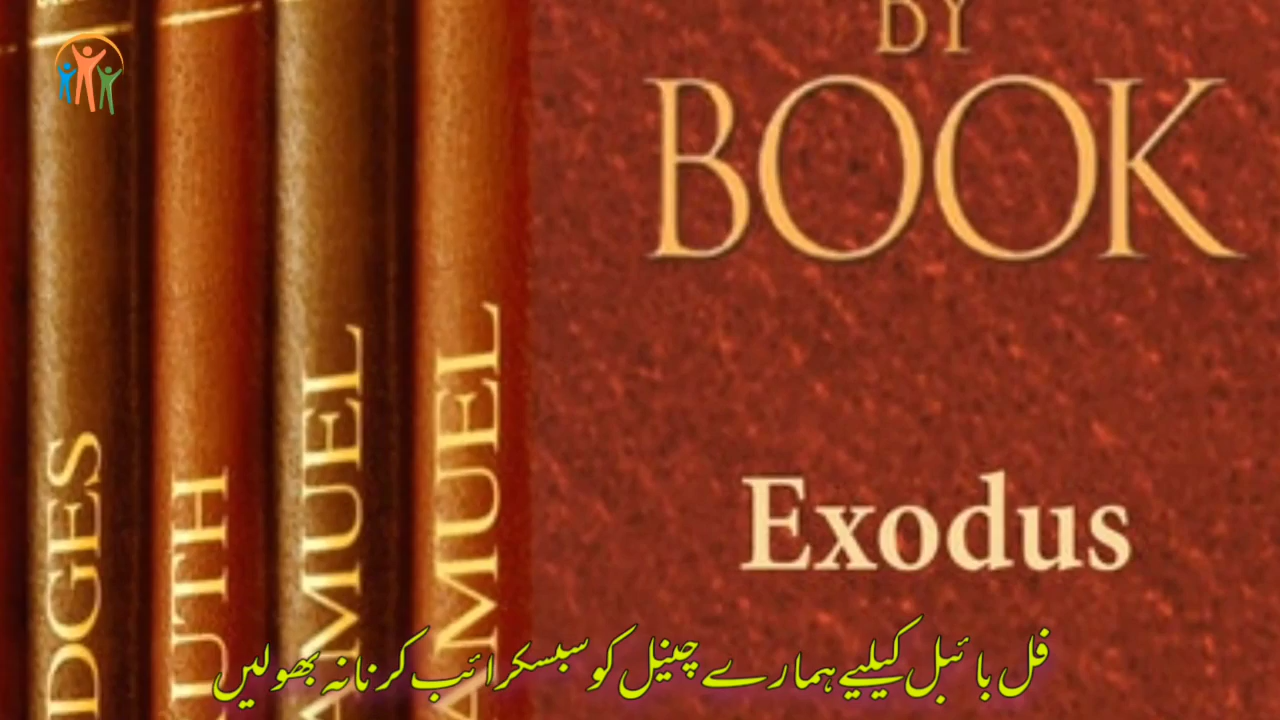 BY
BOOK
Exodus
DGES
UTH
AMUEL
AMUEL
فل بائبل کیلیے ہمارے چینل کو سبسکرائب کرنا نہ بھولیں